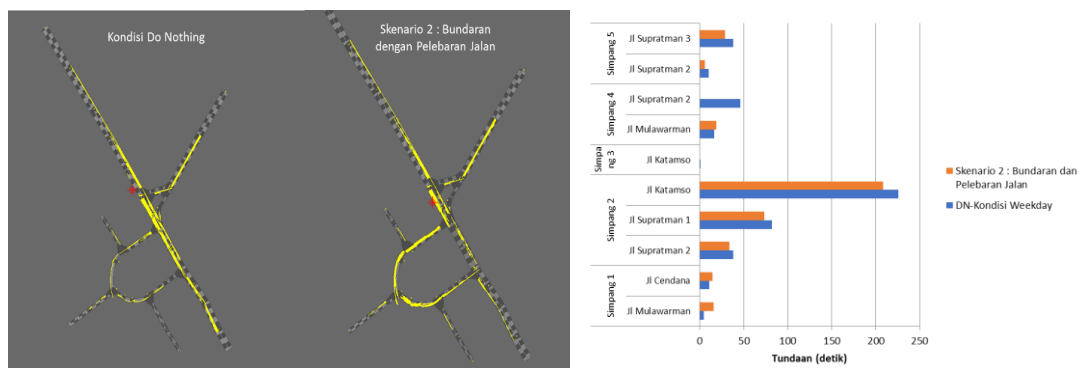 Kondisi Do Nothing
Skenario 2 : Bundaran
dengan Pelebaran Jalan
Simpang 5
Jl Supratman 3
Jl Supratman 2
Simpang 4
Jl Supratman 2
Jl Mulawarman
Simpa
ng 3
Jl Katamso
Simpang 2
Jl Katamso
Jl Supratman 1
Jl Supratman 2
Simpang 1
Jl Cendana
Jl Mulawarman
0 50 100 150 200 250
Tundaan (detik)
Skenario 2 : Bundaran dan
Pelebaran Jalan
DN-Kondisi Weekday